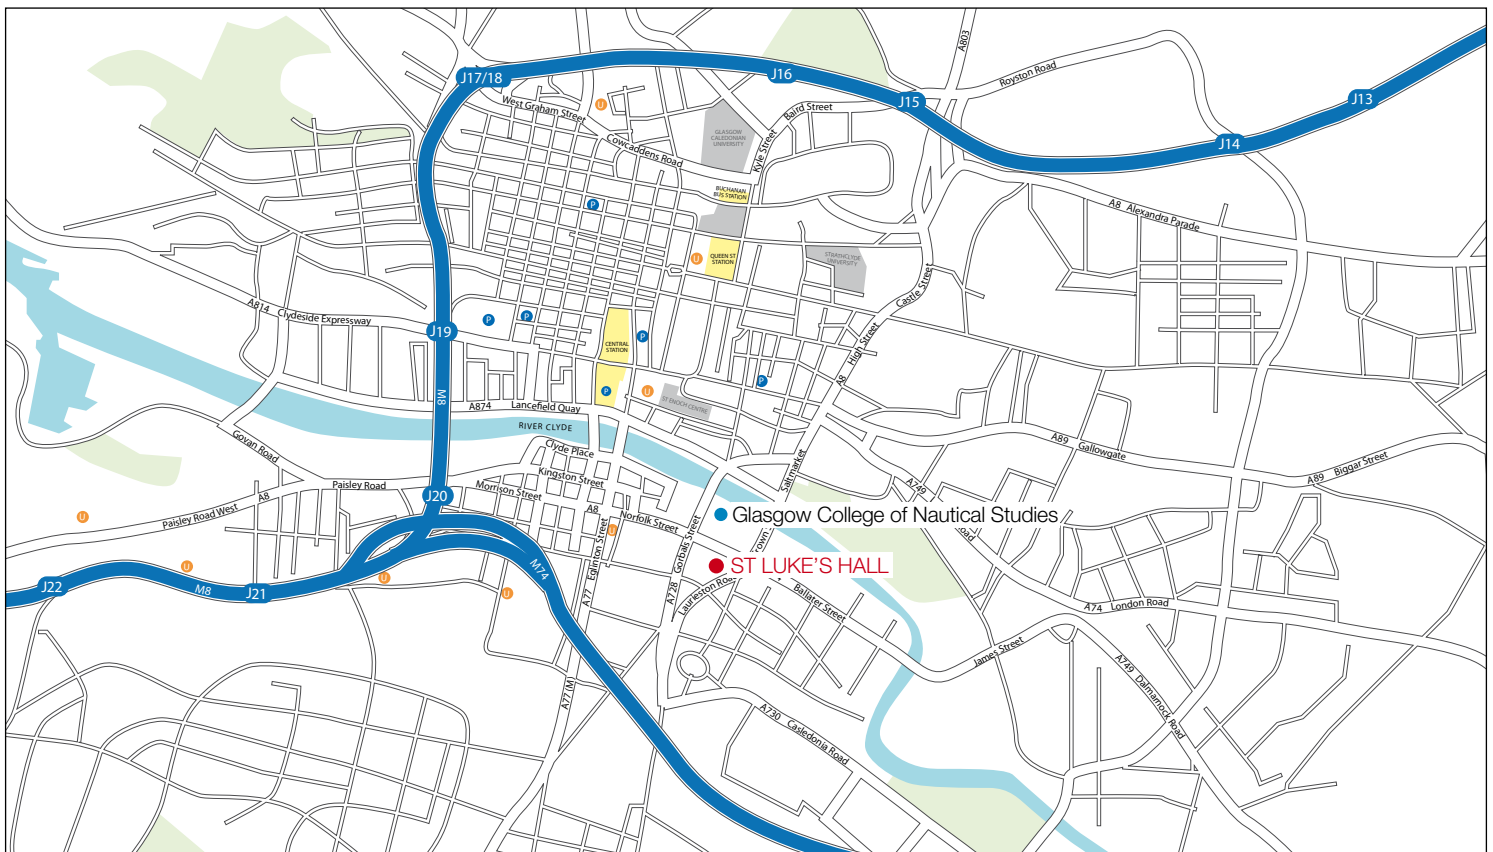 J17/18
J16
J15
J14
J13
A803
Royston Road
West Graham Street
Cowcaddens Road
Baird Street
Kyle Street
U
GLASGOW
CALEDONIAN
UNIVERSITY
BUCHANAN
BUS STATION
P
A8 Alexandra Parade
U
QUEEN ST
STATION
STRATHCLYDE
UNIVERSITY
Castle Street
A814 Clydeside Expressway
J19
P
P
P
CENTRAL
STATION
A8 High Street
P
P
U
ST ENOCH CENTRE
M8
A874 Lancefield Quay
RIVER CLYDE
Govan Road
Clyde Place
Kingston Street
Morrison Street
A8
Norfolk Street
Saltmarket
A89 Gallowgate
A89 Biggar Street
Paisley Road
A8
Paisley Road West
J20
U
A749
Road
Glasgow College of Nautical Studies
U
A77 Eglinton Street
Gorbals Street
A728
ST LUKE'S HALL
Laurieston Road
Ballater Street
M74
U
U
U
J22
M8
J21
A74 London Road
James Street
A749 Dalmarnock Road
A77 (M)
A730 Casledonia Road